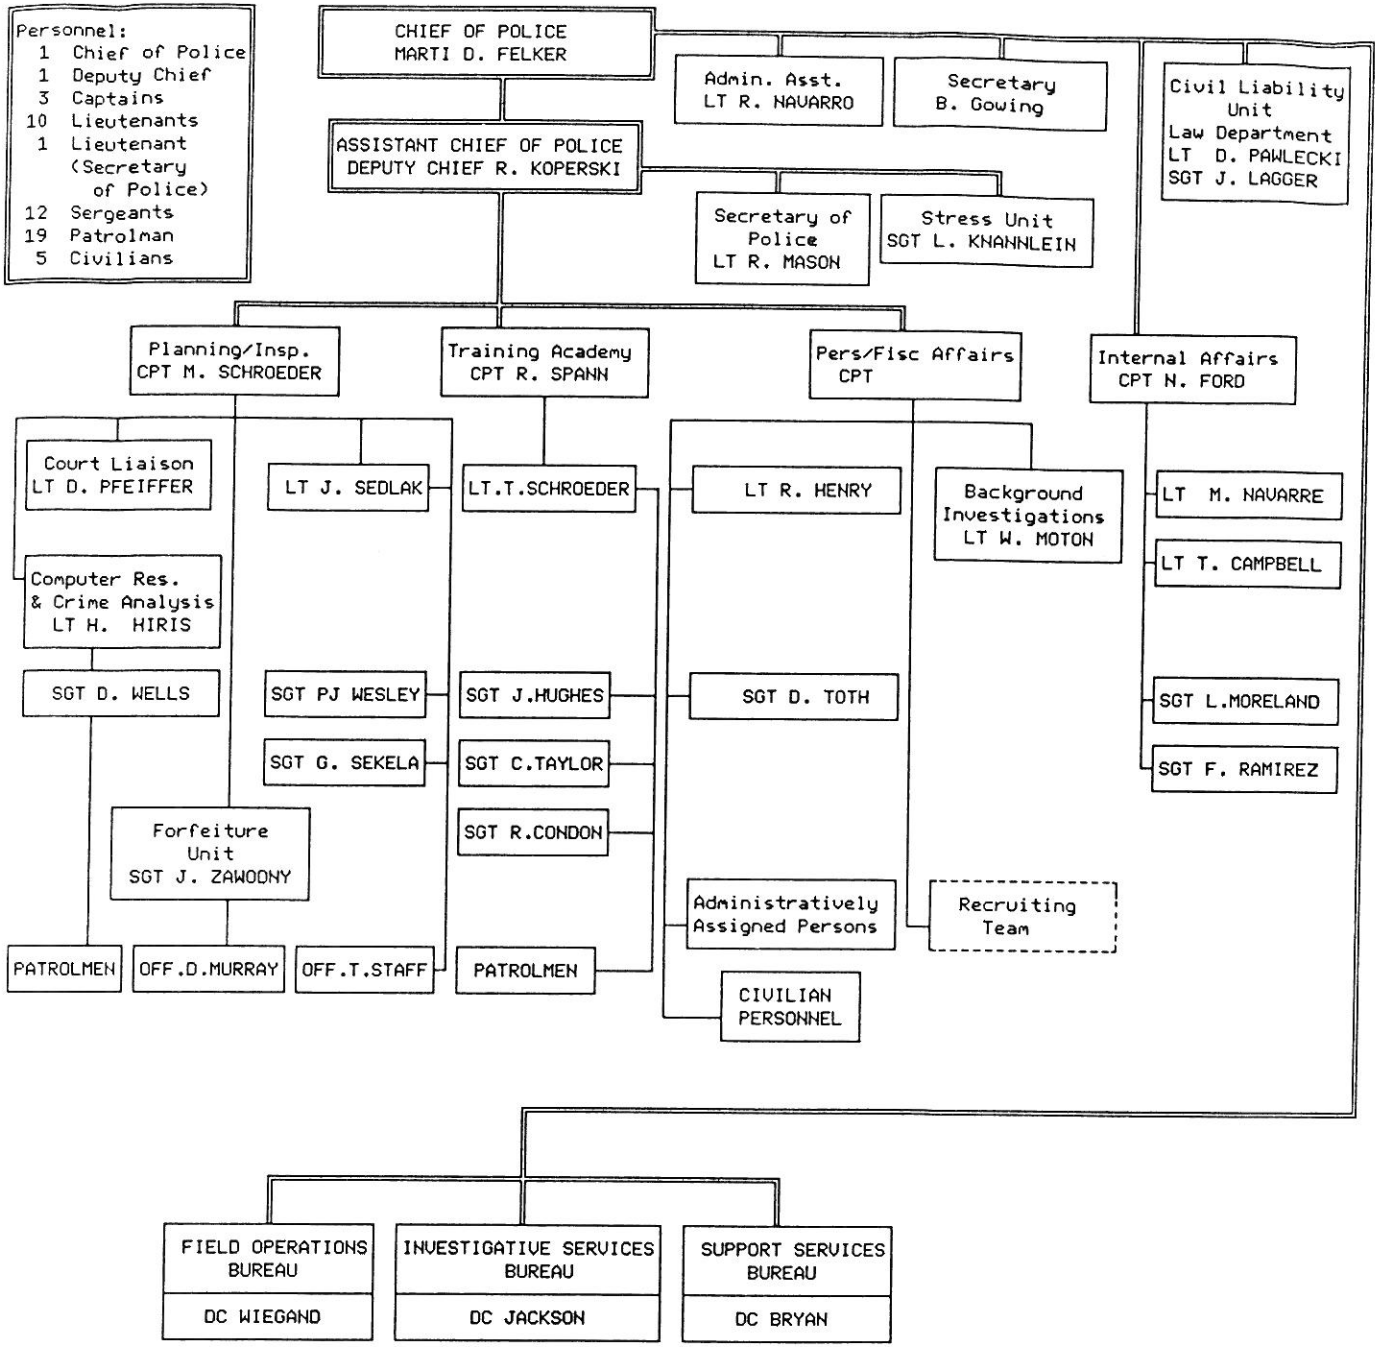 Personnel:
1 Chief of Police
1 Deputy Chief
3 Captains
10 Lieutenants
1 Lieutenant
(Secretary
of Police)
12 Sergeants
19 Patrolman
5 Civilians
CHIEF OF POLICE
MARTI D. FELKER
Admin. Asst.
LT R. NAVARRO
Secretary
B. Gowing
Civil Liability
Unit
Law Department
LT D. PAWLECKI
SGT J. LAGGER
ASSISTANT CHIEF OF POLICE
DEPUTY CHIEF R. KOPERSKI
Secretary of
Police
LT R. MASON
Stress Unit
SGT L. KNANNLEIN
Planning/Insp.
CPT M. SCHROEDER
Training Academy
CPT R. SPANN
Pers/Fisc Affairs
CPT
Internal Affairs
CPT N. FORD
Court Liaison
LT D. PFEIFFER
LT J. SEDLAK
LT.T.SCHROEDER
LT R. HENRY
Background
Investigations
LT W. MOTON
LT M. NAVARRE
LT T. CAMPBELL
Computer Res.
& Crime Analysis
LT H. HIRIS
SGT D. WELLS
SGT PJ WESLEY
SGT J.HUGHES
SGT D. TOTH
SGT L.MORELAND
SGT G. SEKELA
SGT C.TAYLOR
SGT F. RAMIREZ
Forfeiture
Unit
SGT J. ZAWODNY
SGT R.CONDON
Administratively
Assigned Persons
Recruiting
Team
PATROLMEN
OFF.D.MURRAY
OFF.T.STAFF
PATROLMEN
CIVILIAN
PERSONNEL
FIELD OPERATIONS
BUREAU
DC WIEGAND
INVESTIGATIVE SERVICES
BUREAU
DC JACKSON
SUPPORT SERVICES
BUREAU
DC BRYAN